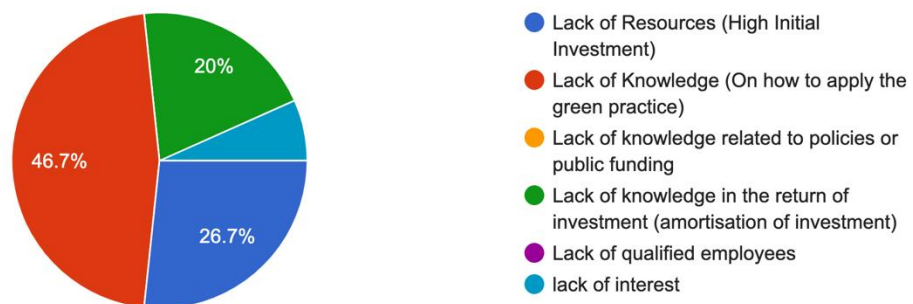 20%
46.7%
26.7%
Lack of Resources (High Initial
Investment)
Lack of Knowledge (On how to apply the
green practice)
Lack of knowledge related to policies or
public funding
Lack of knowledge in the return of
investment (amortisation of investment)
Lack of qualified employees
lack of interest